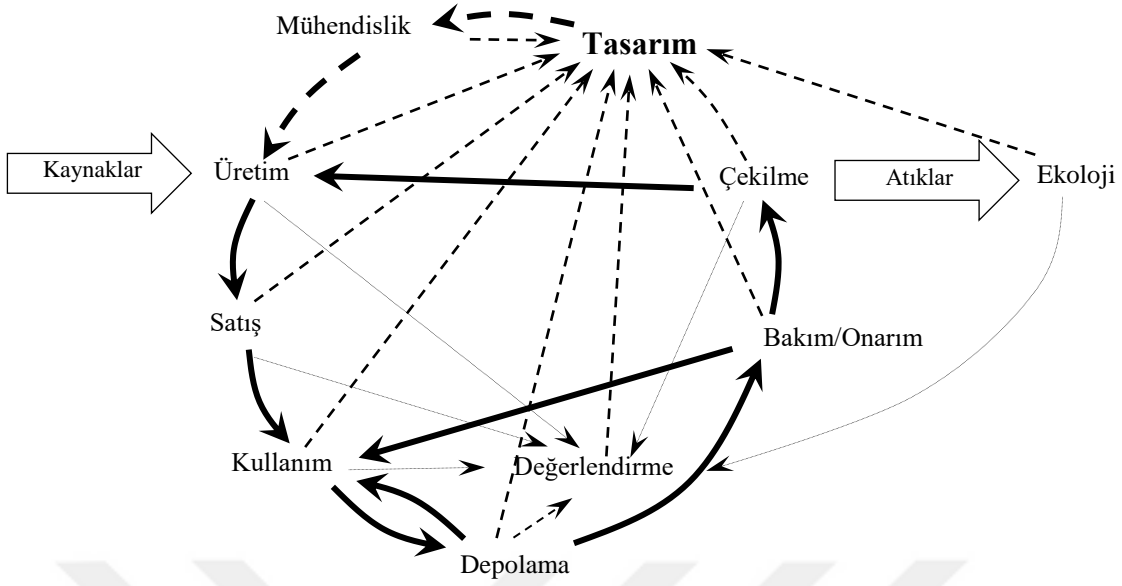 Mühendislik
Tasarım
Kaynaklar
Üretim
Çekilme
Atıklar
Ekoloji
Satış
Bakım/Onarım
Kullanım
Değerlendirme
Depolama